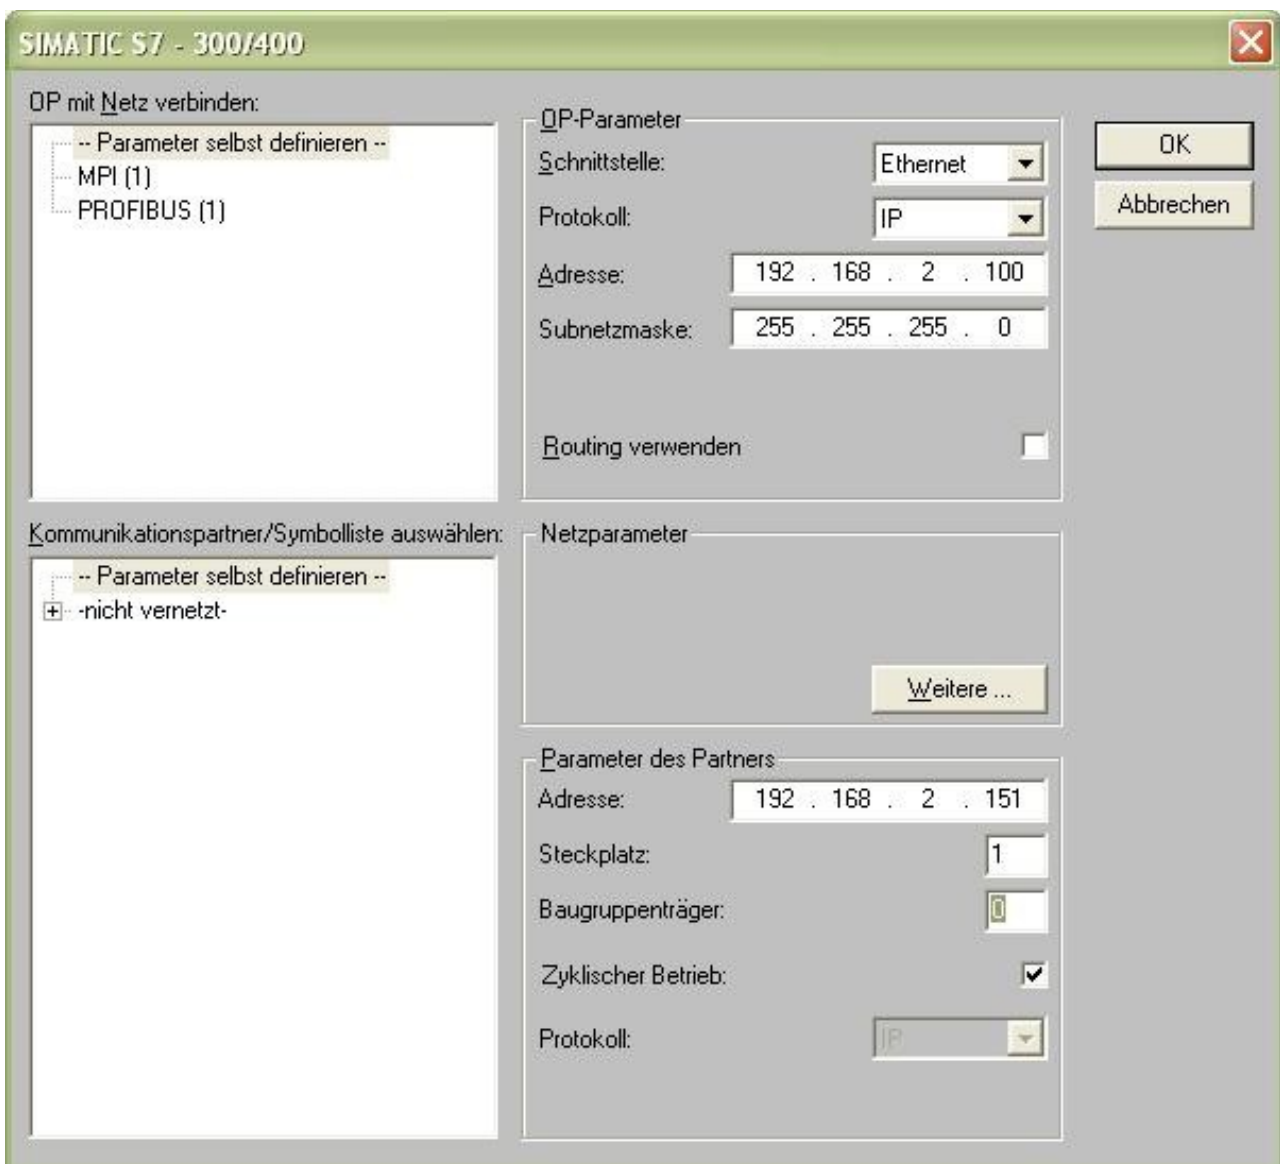 SIMATIC S7 - 300/400
OP mit Netz verbinden:
-- Parameter selbst definieren --
MPI (1)
PROFIBUS (1)
OP-Parameter
Schnittstelle: Ethernet
Protokoll: IP
Adresse: 192 . 168 . 2 . 100
Subnetzmaske: 255 . 255 . 255 . 0
Routing verwenden
OK
Abbrechen
Kommunikationspartner/Symbolliste auswählen:
-- Parameter selbst definieren --
-nicht vernetzt-
Netzparameter
Weitere ...
Parameter des Partners
Adresse: 192 . 168 . 2 . 151
Steckplatz: 1
Baugruppenträger: 0
Zyklischer Betrieb:
Protokoll: IP